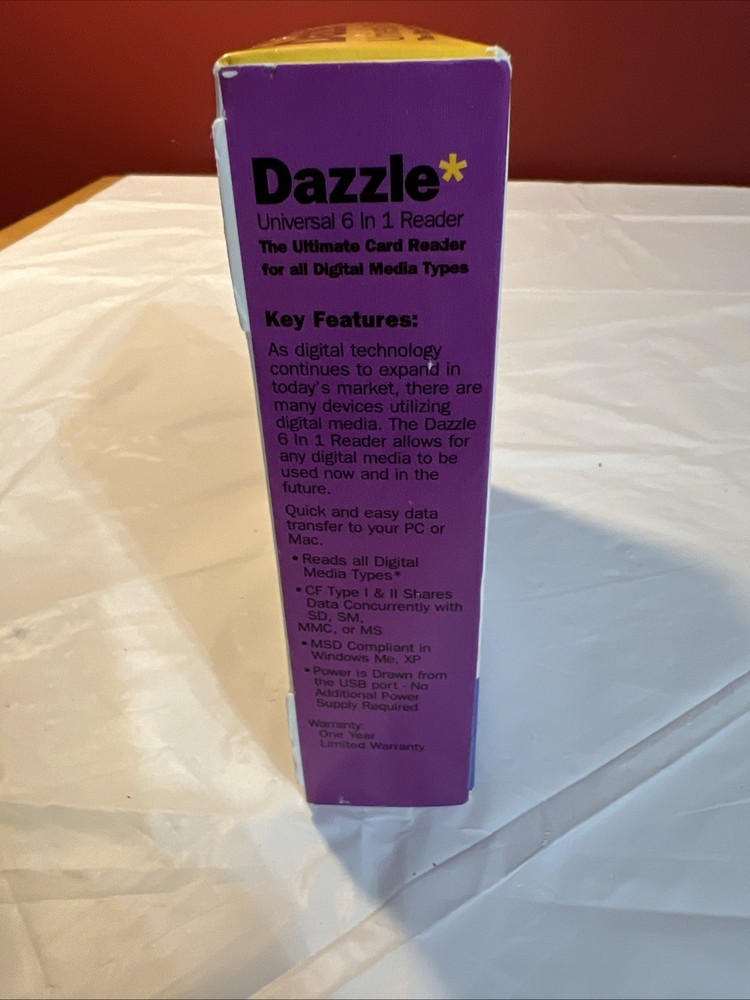 Dazzle*
Universal 6 In 1 Reader
The Ultimate Card Reader
for all Digital Media Types
Key Features:
As digital technology
continues to expand in
today's market, there are
many devices utilizing
digital media. The Dazzle
6 In 1 Reader allows for
any digital media to be
used now and in the
future.
Quick and easy data
transfer to your PC or
Mac.
• Reads all Digital
Media Types*
• CF Type I & II Shares
Data Concurrently with
SD, SM,
MMC, or MS
• MSD Compliant in
Windows Me, XP
• Power is Drawn from
the USB port - No
Additional Power
Supply Required
Warranty:
One Year
Limited Warranty